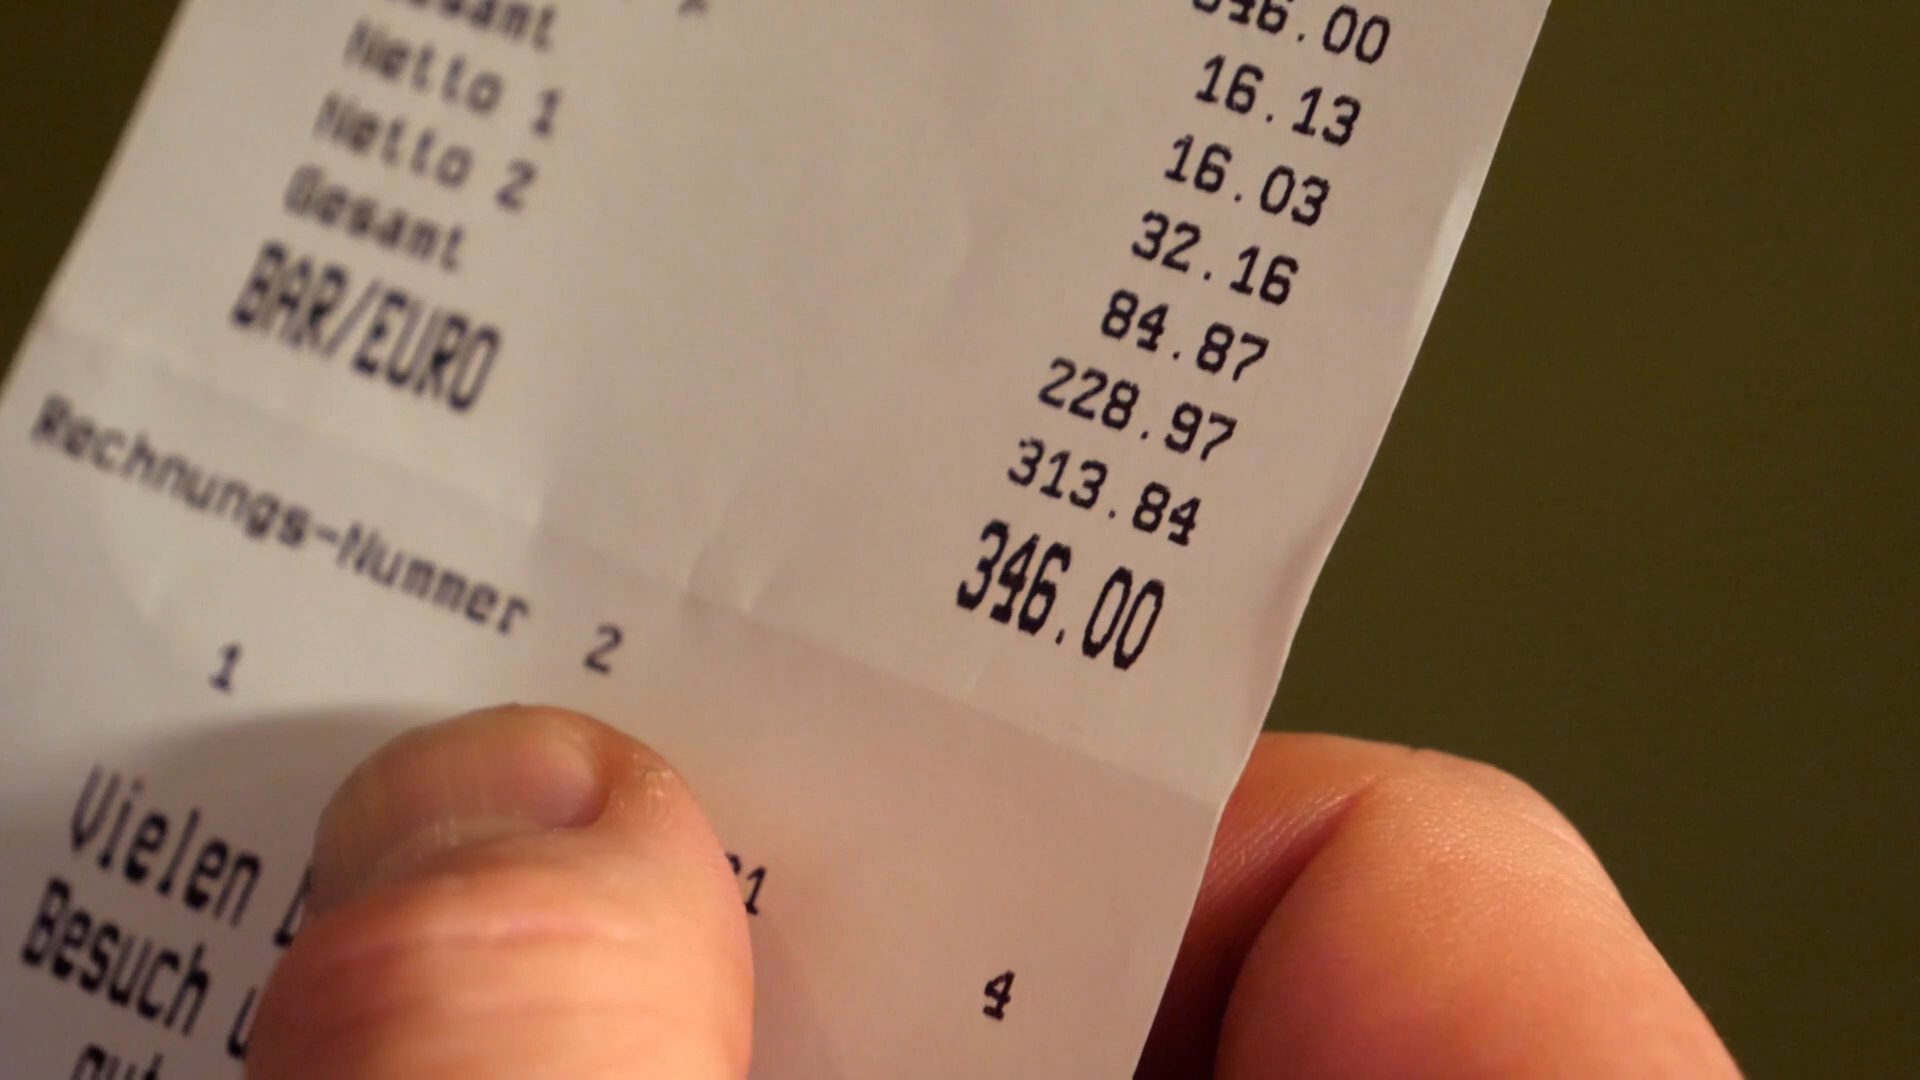 346.00
16.13
16.03
32.16
Netto 1 84.87
Netto 2 228.97
Gesamt 313.84
BAR/EURO 346.00
Rechnungs-Nummer 2
1 4
Vielen
Besuch